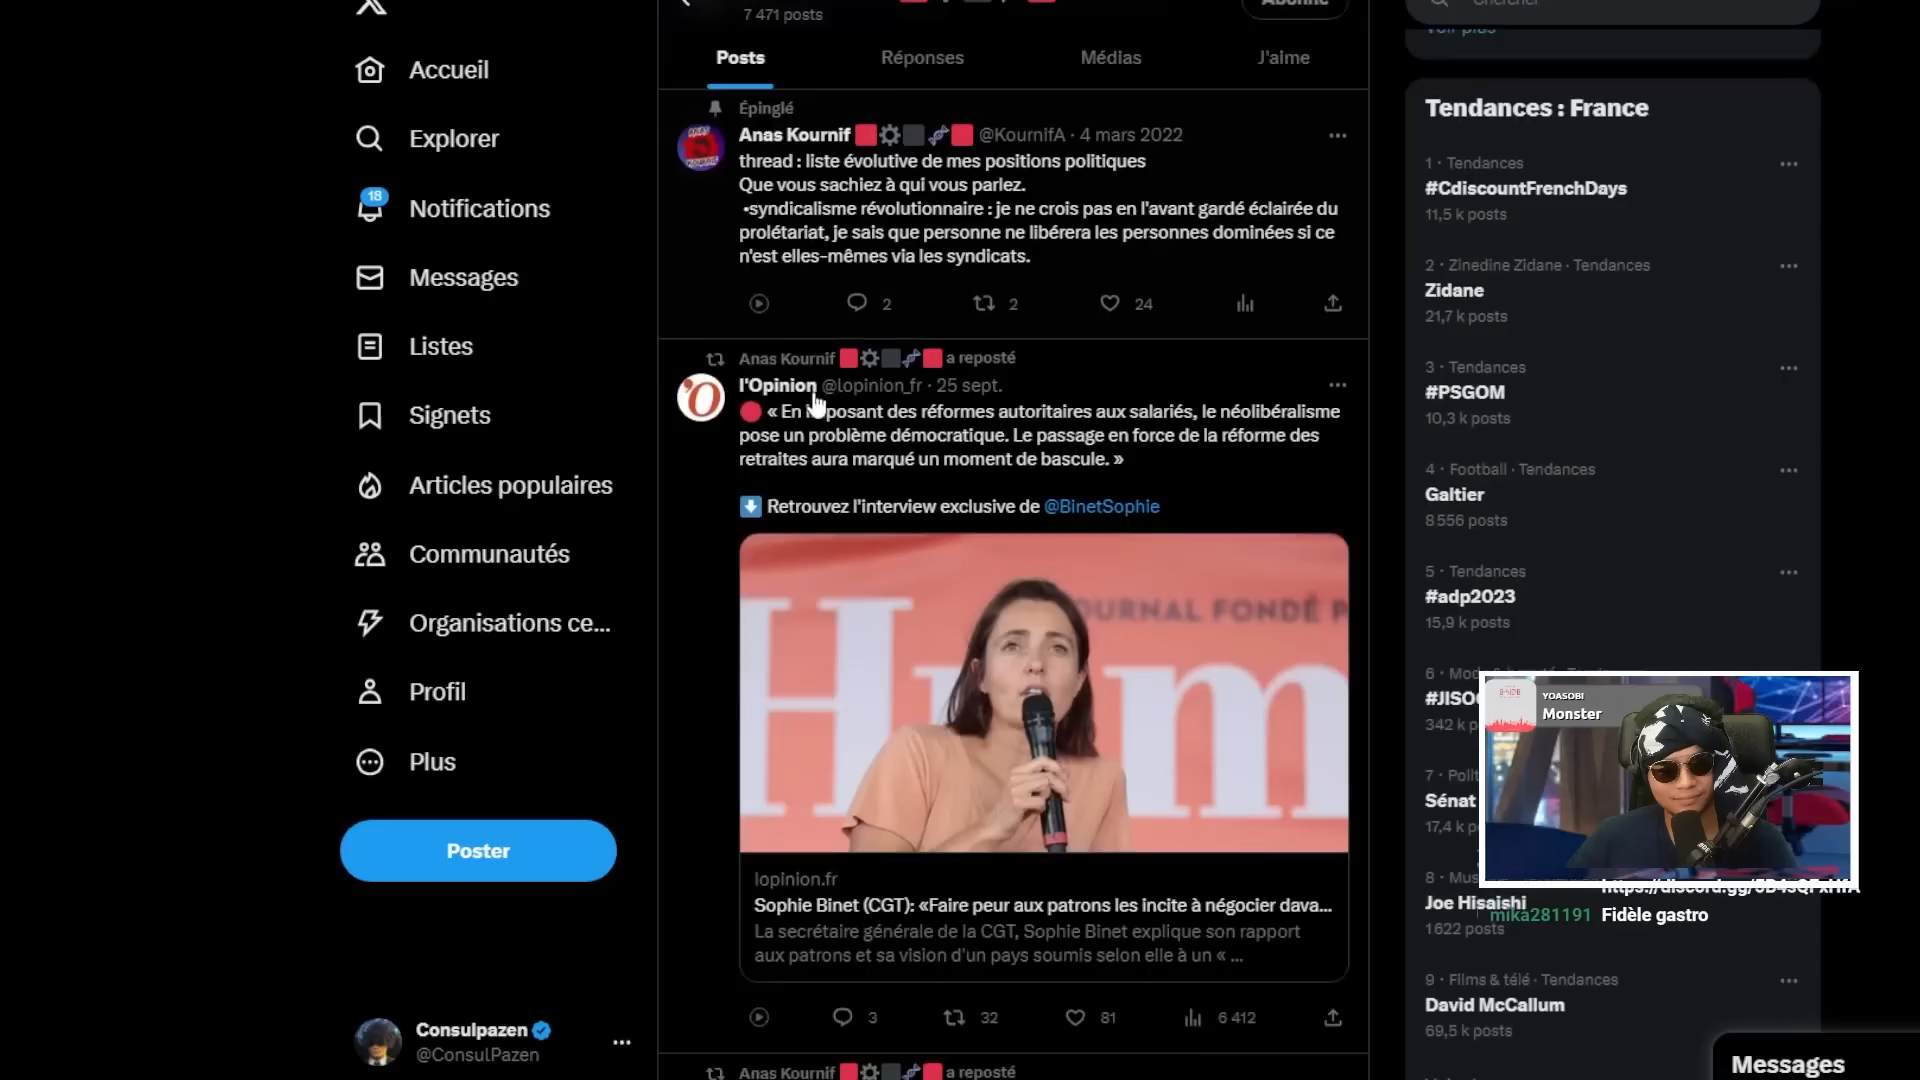 Accueil
Explorer
18
Notifications
Messages
Listes
Signets
Articles populaires
Communautés
Organisations ce...
Profil
Plus
Poster
Consulpazen
@ConsulPazen
7 471 posts
Abonné
Posts
Réponses
Médias
J'aime
Épinglé
Anas Kournif @KournifA · 4 mars 2022
thread : liste évolutive de mes positions politiques
Que vous sachiez à qui vous parlez.
•syndicalisme révolutionnaire : je ne crois pas en l'avant gardé éclairée du
prolétariat, je sais que personne ne libérera les personnes dominées si ce
n'est elles-mêmes via les syndicats.
2
2
24
Anas Kournif a reposté
l'Opinion @lopinion_fr · 25 sept.
« En imposant des réformes autoritaires aux salariés, le néolibéralisme
pose un problème démocratique. Le passage en force de la réforme des
retraites aura marqué un moment de bascule. »
Retrouvez l'interview exclusive de @BinetSophie
OURNAL FONDÉ P
Hum
lopinion.fr
Sophie Binet (CGT): «Faire peur aux patrons les incite à négocier dava...
La secrétaire générale de la CGT, Sophie Binet explique son rapport
aux patrons et sa vision d'un pays soumis selon elle à un « ...
3
32
81
6 412
Anas Kournif a reposté
Chercher
Voir plus
Tendances : France
1 · Tendances
#CdiscountFrenchDays
11,5 k posts
2 · Zinedine Zidane · Tendances
Zidane
21,7 k posts
3 · Tendances
#PSGOM
10,3 k posts
4 · Football · Tendances
Galtier
8 556 posts
5 · Tendances
#adp2023
15,9 k posts
6 ·
342 k
7 ·
Sénat
17,4 k
8 ·
Joe Hisaishi
1 622 posts
9 · Films & télé · Tendances
David McCallum
69,5 k posts
YOASOBI
Monster
mika281191 Fidèle gastro
Messages